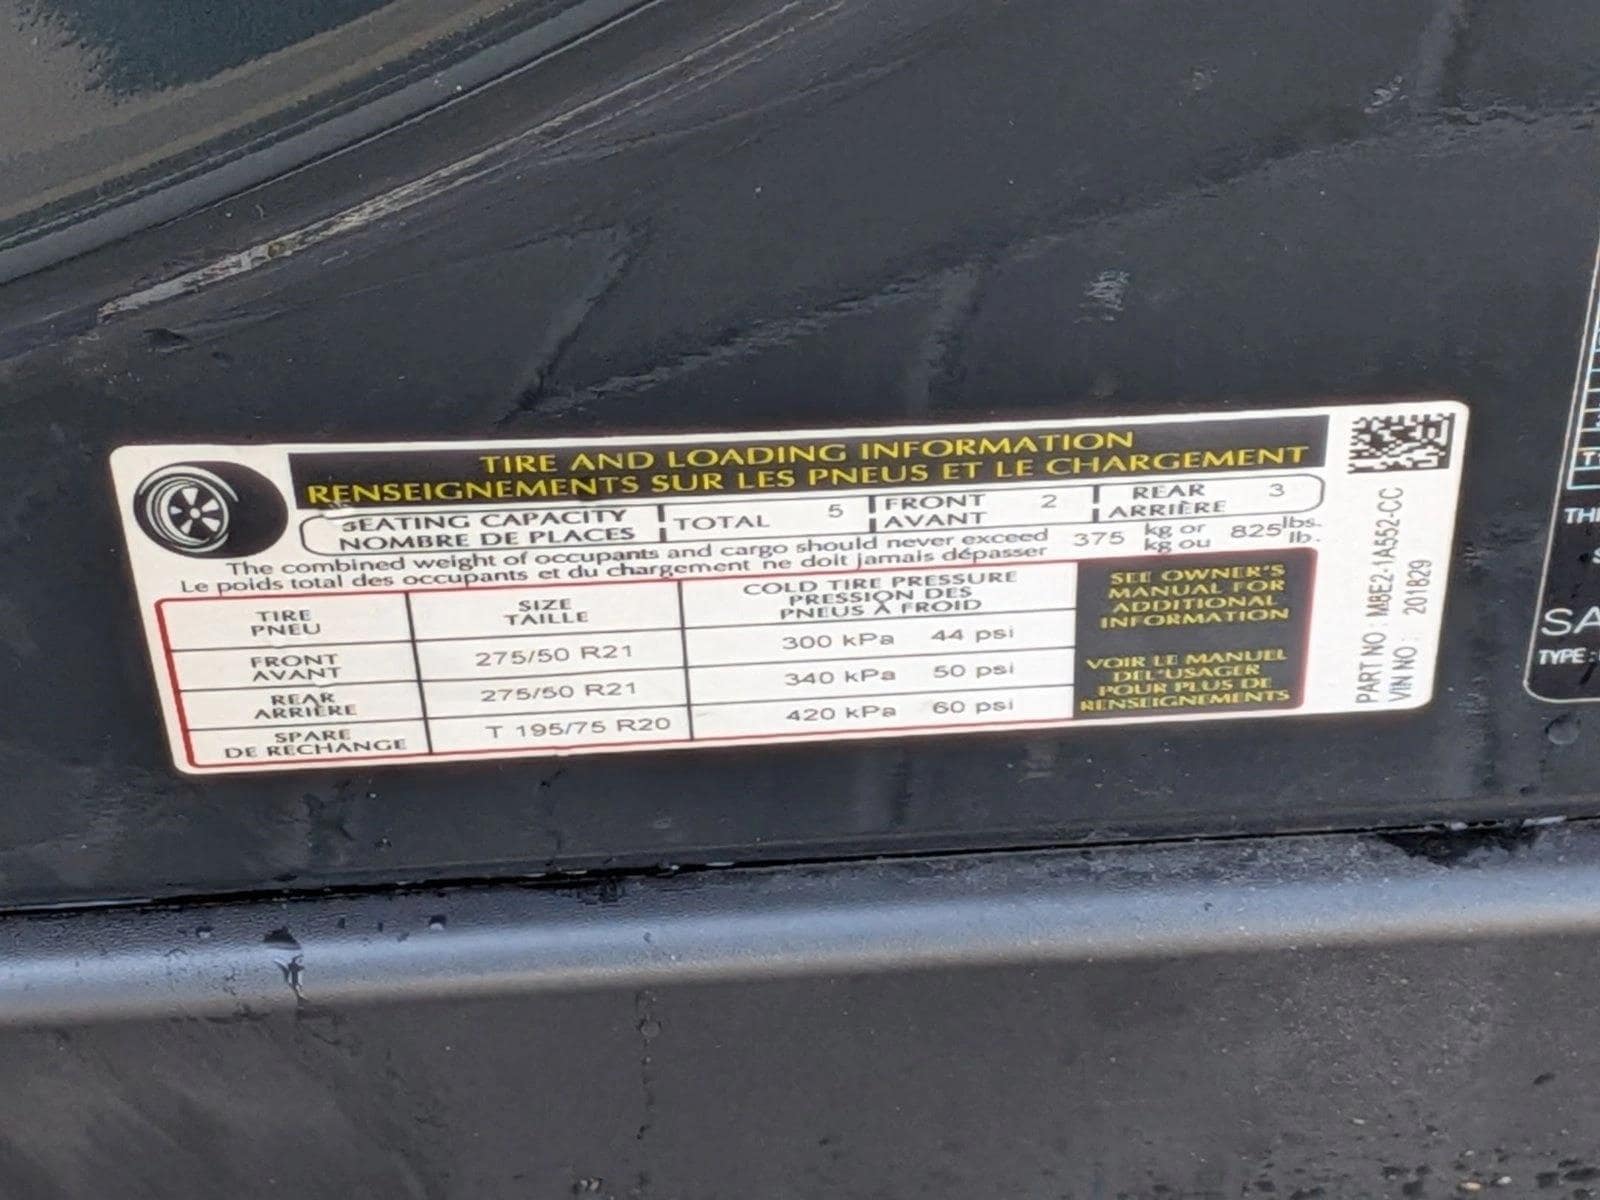 TIRE AND LOADING INFORMATION
RENSEIGNEMENTS SUR LES PNEUS ET LE CHARGEMENT
SEATING CAPACITY TOTAL 5 FRONT 2 REAR 3
NOMBRE DE PLACES AVANT ARRIÈRE
The combined weight of occupants and cargo should never exceed 375 kg or 825 lbs.
Le poids total des occupants et du chargement ne doit jamais dépasser kg ou lb.
TIRE SIZE COLD TIRE PRESSURE
PNEU TAILLE PRESSION DES
PNEUS À FROID
FRONT 275/50 R21 300 kPa 44 psi
AVANT
REAR 275/50 R21 340 kPa 50 psi
ARRIÈRE
SPARE T 195/75 R20 420 kPa 60 psi
DE RECHANGE
SEE OWNER'S
MANUAL FOR
ADDITIONAL
INFORMATION
VOIR LE MANUEL
DEL'USAGER
POUR PLUS DE
RENSEIGNEMENTS
PART NO : M8E2-1A552-CC
VIN NO : 201629
THI
SA
TYPE: